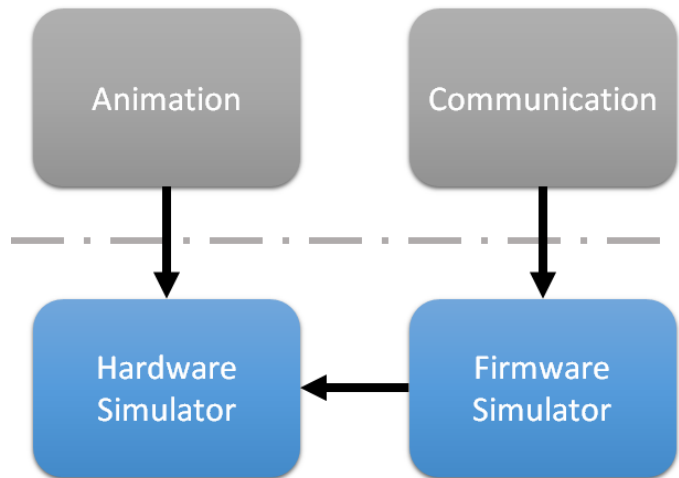 Animation
Communication
Hardware
Simulator
Firmware
Simulator